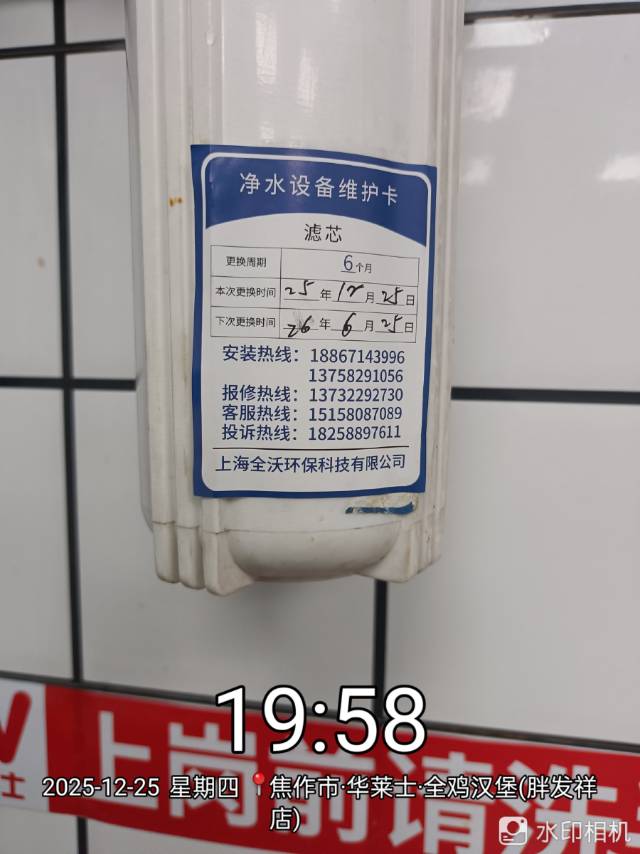 净水设备维护卡
滤芯
更换周期 6个月
本次更换时间 25年12月25日
下次更换时间 26年6月25日
安装热线：18867143996
13758291056
报修热线：13732292730
客服热线：15158087089
投诉热线：18258897611
上海全沃环保科技有限公司
士 上岗前请洗
19:58
2025-12-25 星期四 焦作市·华莱士·全鸡汉堡(胖发祥
店)
水印相机